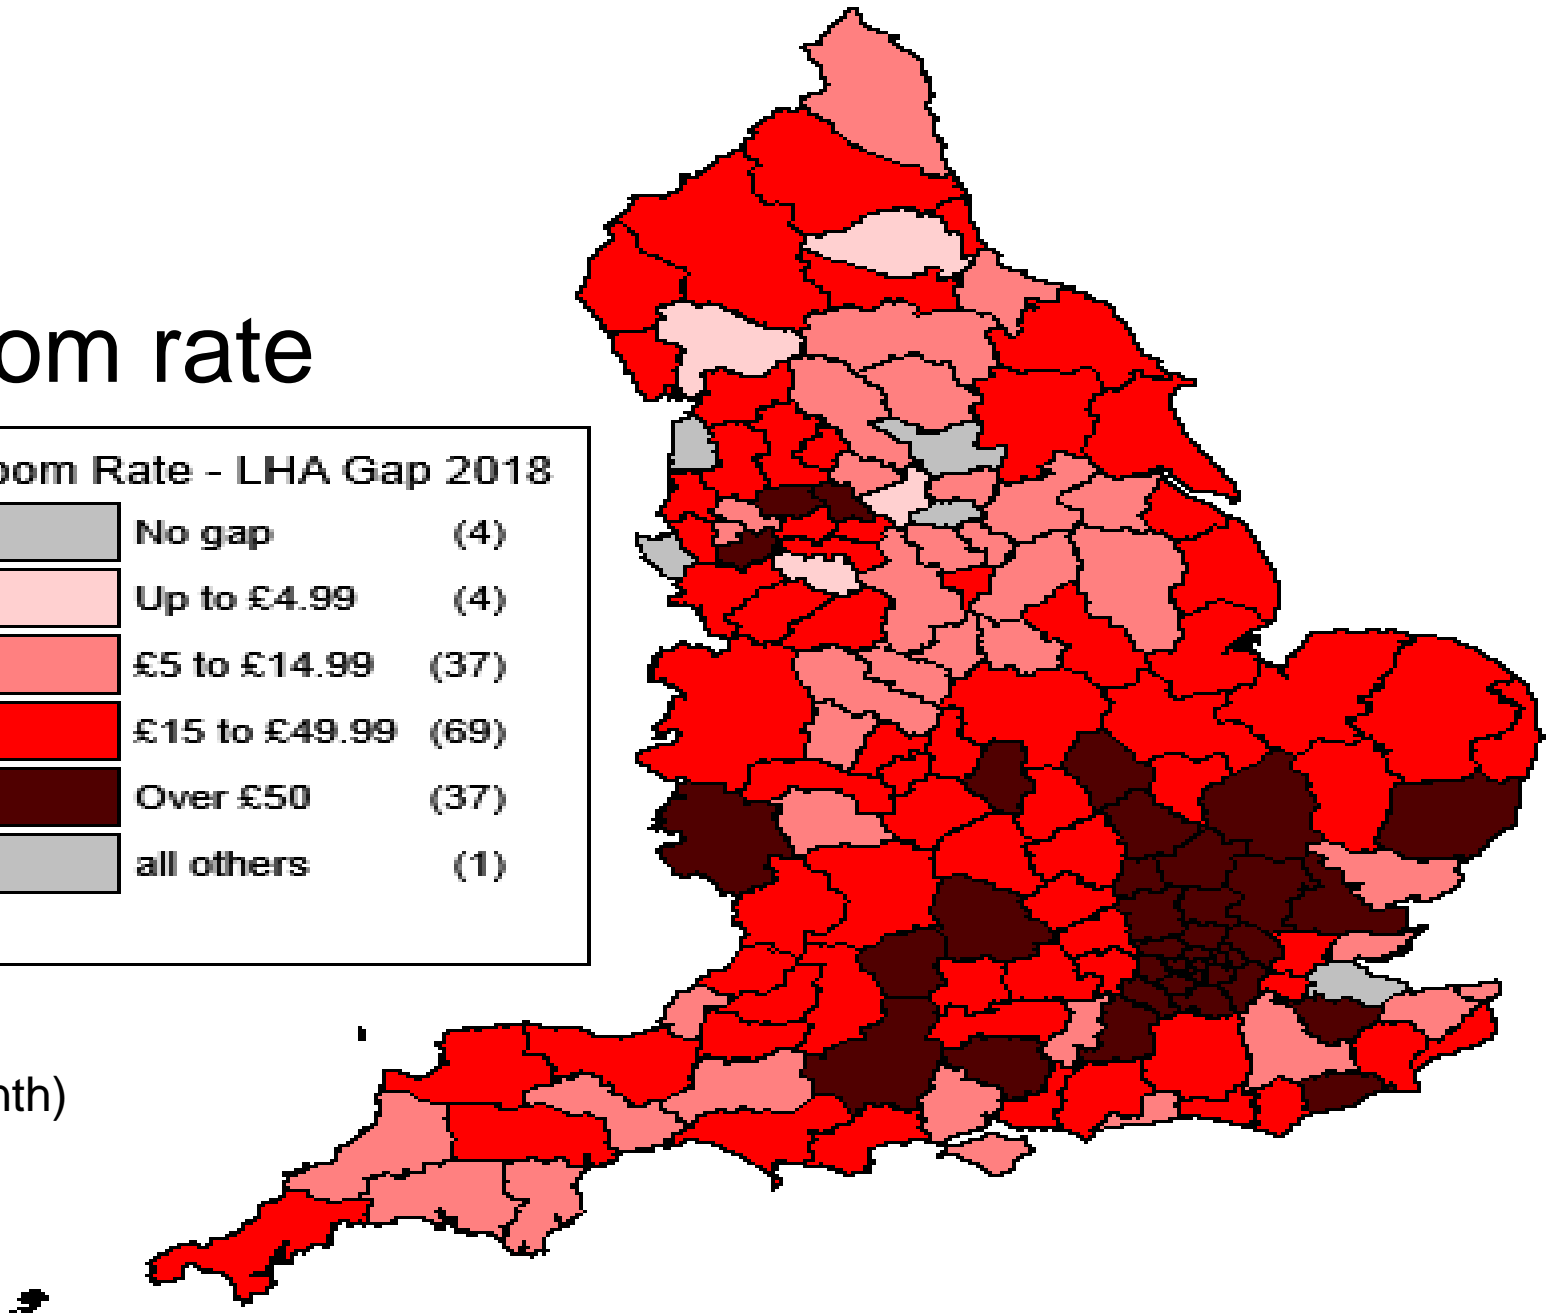 om rate
oom Rate - LHA Gap 2018
No gap (4)
Up to £4.99 (4)
£5 to £14.99 (37)
£15 to £49.99 (69)
Over £50 (37)
all others (1)
nth)